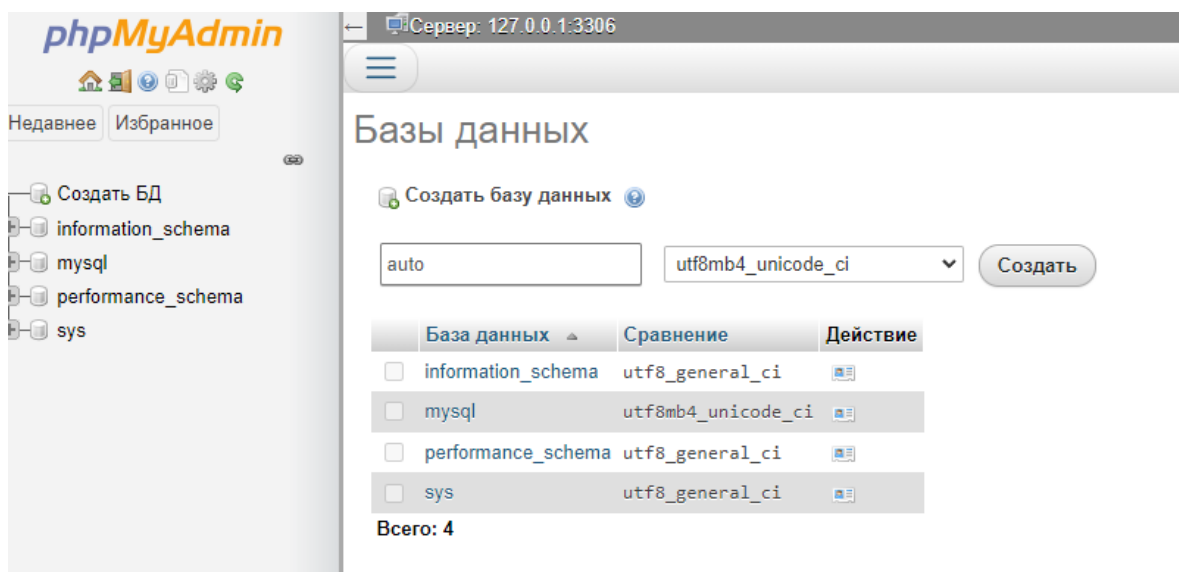 phpMyAdmin
Недавнее Избранное
Создать БД
information_schema
mysql
performance_schema
sys
Сервер: 127.0.0.1:3306
Базы данных
Создать базу данных
auto utf8mb4_unicode_ci Создать
База данных Сравнение Действие
information_schema utf8_general_ci
mysql utf8mb4_unicode_ci
performance_schema utf8_general_ci
sys utf8_general_ci
Всего: 4